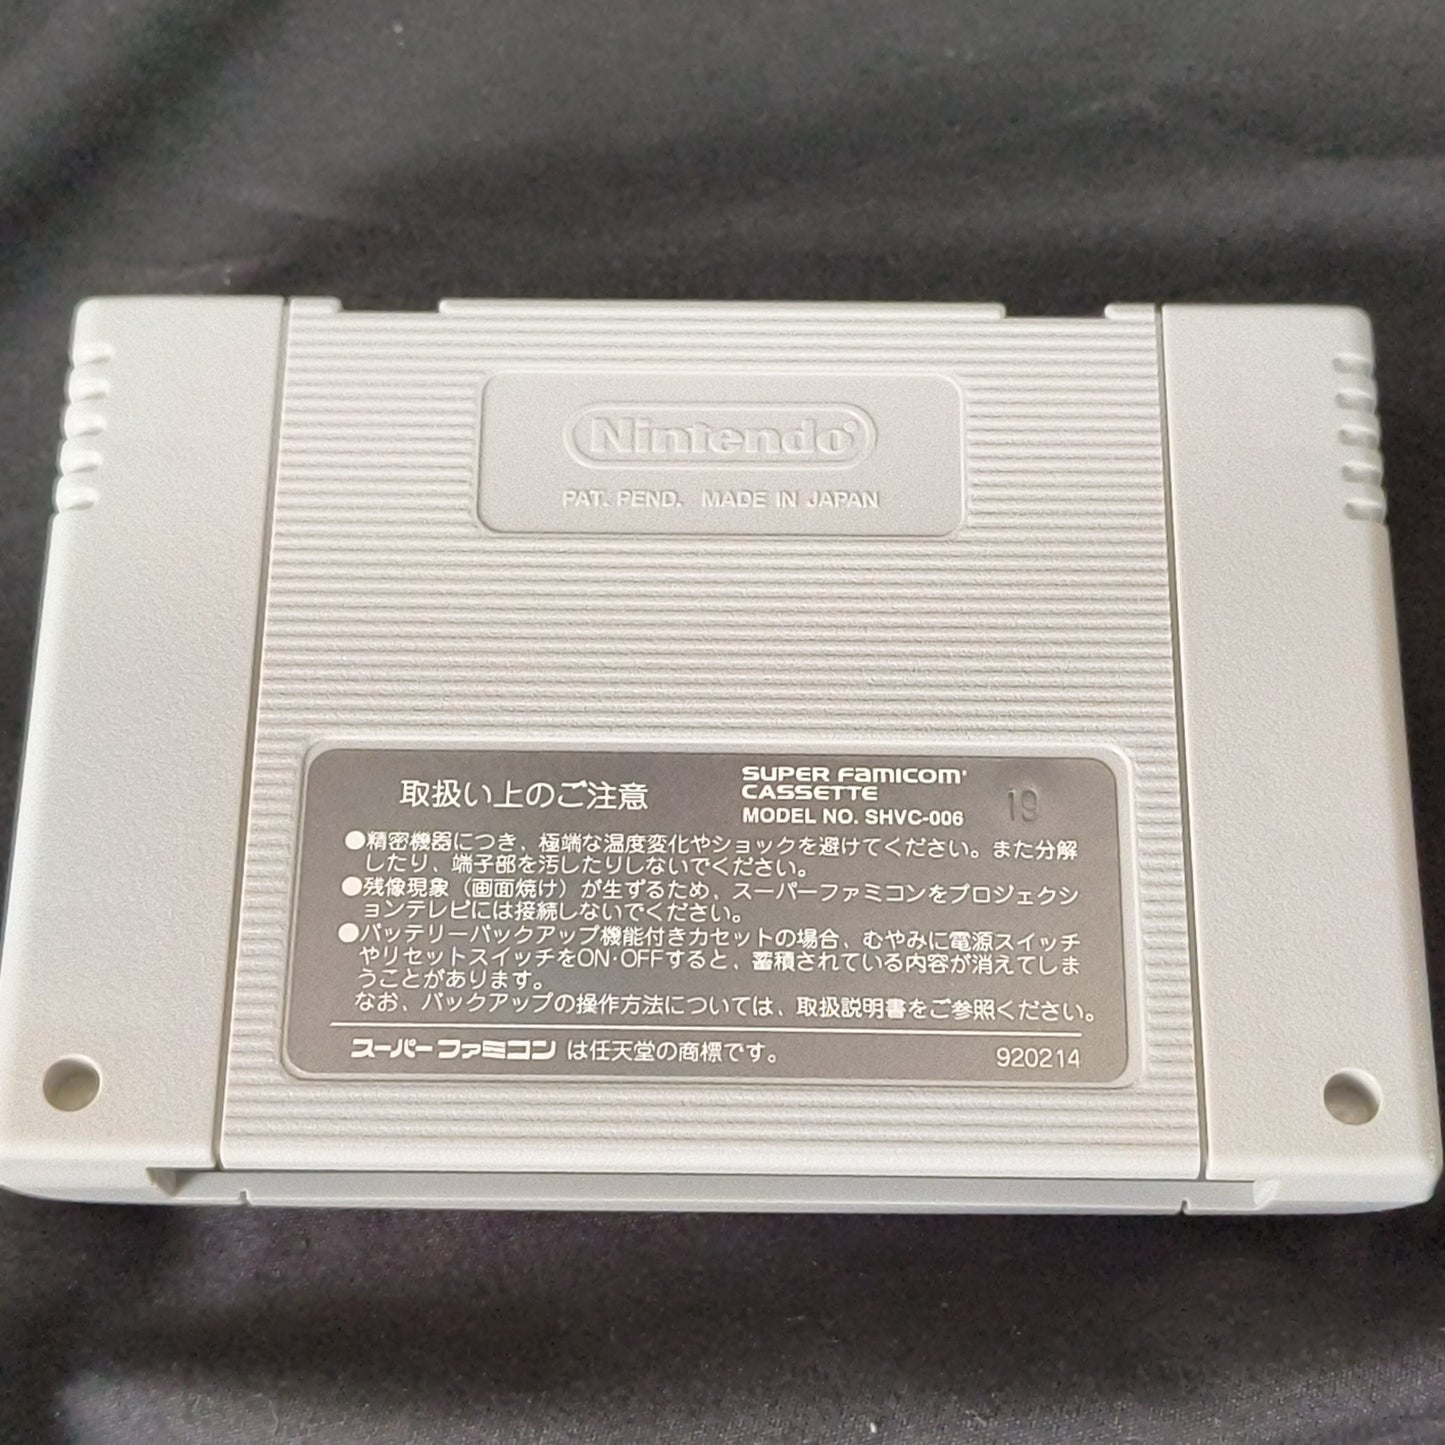 Nintendo®
PAT. PEND. MADE IN JAPAN
取扱い上のご注意
SUPER FAMICOM
CASSETTE
MODEL NO. SHVC-006
19
●精密機器につき、極端な温度変化やショックを避けてください。また分解
したり、端子部を汚したりしないでください。
●残像現象（画面焼け）が生ずるため、スーパーファミコンをプロジェクシ
ョンテレビには接続しないでください。
●バッテリーバックアップ機能付きカセットの場合、むやみに電源スイッチ
やリセットスイッチをON・OFFすると、蓄積されている内容が消えてしま
うことがあります。
なお、バックアップの操作方法については、取扱説明書をご参照ください。
スーパーファミコン は任天堂の商標です。
920214